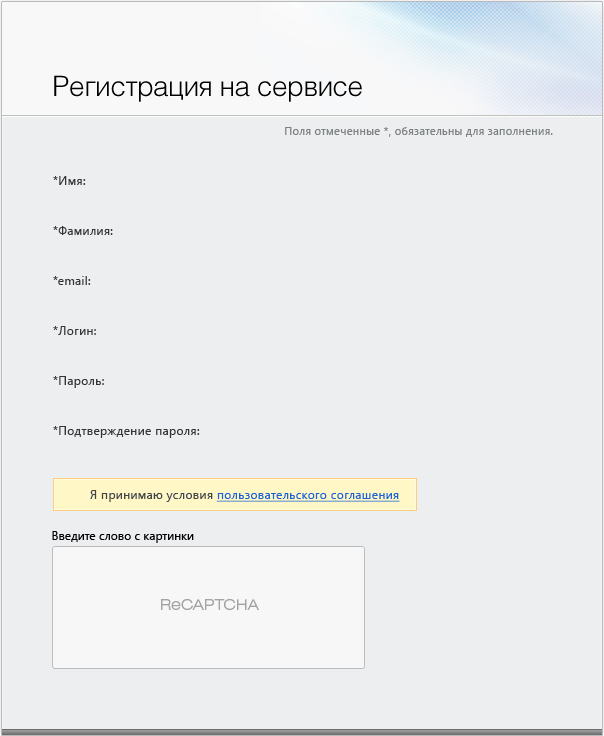 Регистрация на сервисе
Поля отмеченные *, обязательны для заполнения.
*Имя:
*Фамилия:
*email:
*Логин:
*Пароль:
*Подтверждение пароля:
Я принимаю условия пользовательского соглашения
Введите слово с картинки
ReCAPTCHA